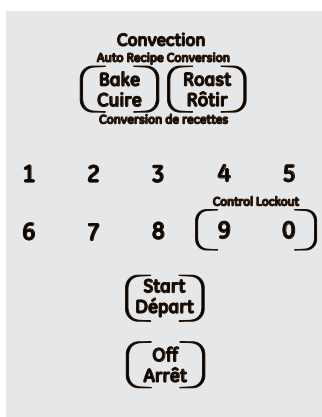 Convection
Auto Recipe Conversion
Bake Roast
Cuire Rôtir
Conversion de recettes
1 2 3 4 5
Control Lockout
6 7 8 9 0
Start
Départ
Off
Arrêt